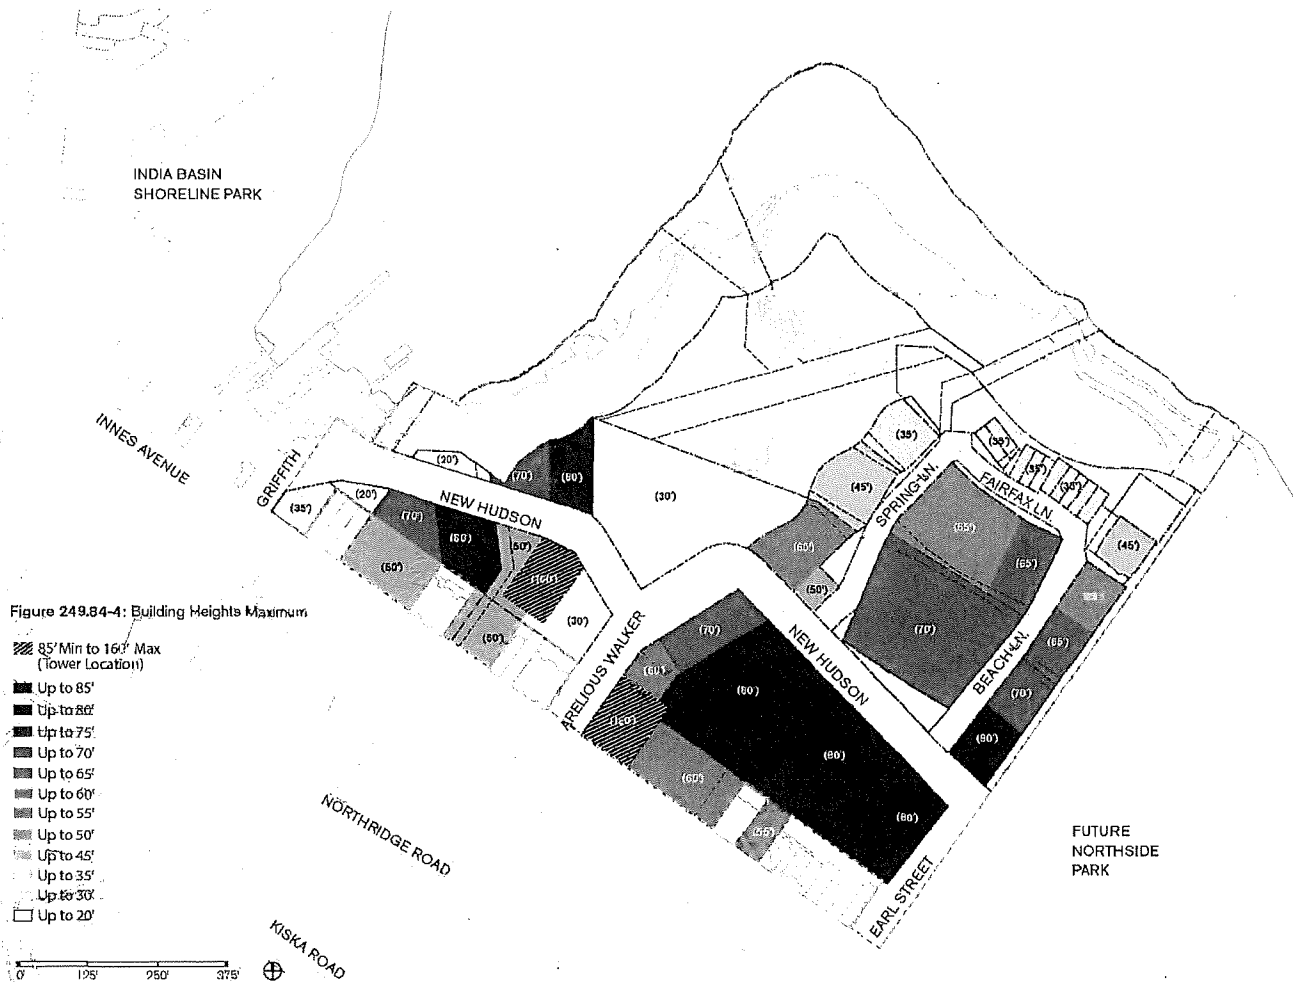 INDIA BASIN
SHORELINE PARK
INNES AVENUE
GRIFFITH
(20')
(20')
(35')
NEW HUDSON
(70')
(80')
(30')
(70')
(80')
(50')
(160')
(50')
(60')
(30')
(35')
(45')
(60')
(50')
SPRING LN.
FAIRFAX LN.
(35')
(35')
(35')
(55')
(65')
(70')
(45')
(65')
(70')
(80')
BEACH LN.
Figure 249.84-4: Building Heights Maximum
85' Min to 160' Max
(Tower Location)
Up to 85'
Up to 80'
Up to 75'
Up to 70'
Up to 65'
Up to 60'
Up to 55'
Up to 50'
Up to 45'
Up to 35'
Up to 30'
Up to 20'
ARELIOUS WALKER
NEW HUDSON
(70')
(60')
(160')
(80')
(80')
(80')
(60')
(55')
EARL STREET
NORTHRIDGE ROAD
KISKA ROAD
FUTURE
NORTHSIDE
PARK
0' 125' 250' 375'